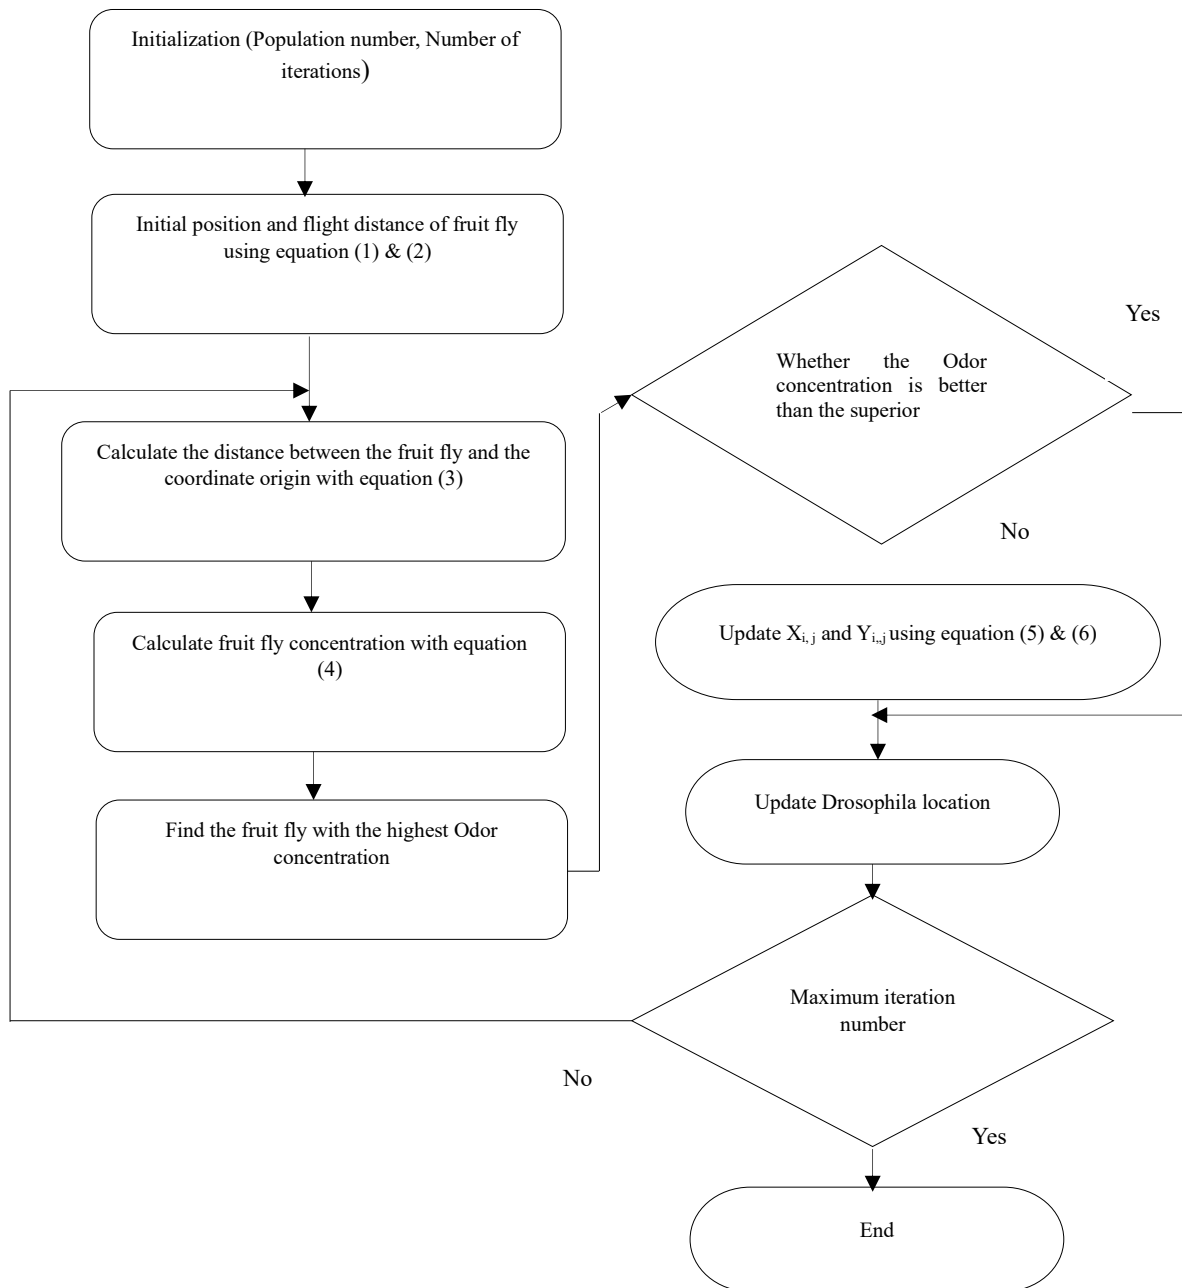 Initialization (Population number, Number of
iterations)
Initial position and flight distance of fruit fly
using equation (1) & (2)
Calculate the distance between the fruit fly and the
coordinate origin with equation (3)
Calculate fruit fly concentration with equation
(4)
Find the fruit fly with the highest Odor
concentration
Whether the Odor
concentration is better
than the superior
Yes
No
Update X_{i, j} and Y_{i,,j} using equation (5) & (6)
Update Drosophila location
Maximum iteration
number
No
Yes
End